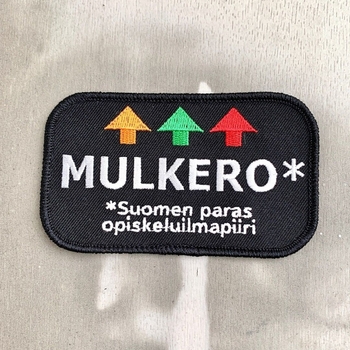 MULKERO*
*Suomen paras
opiskeluilmapiiri